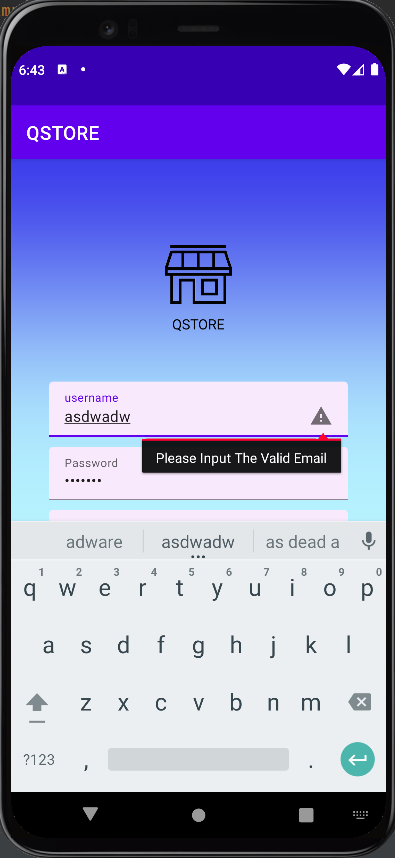 6:43 A
QSTORE
QSTORE
username
asdwadw
Please Input The Valid Email
Password
•••••••
adware asdwadw as dead a
1 2 3 4 5 6 7 8 9 0
q w e r t y u i o p
a s d f g h j k l
z x c v b n m
?123 , .